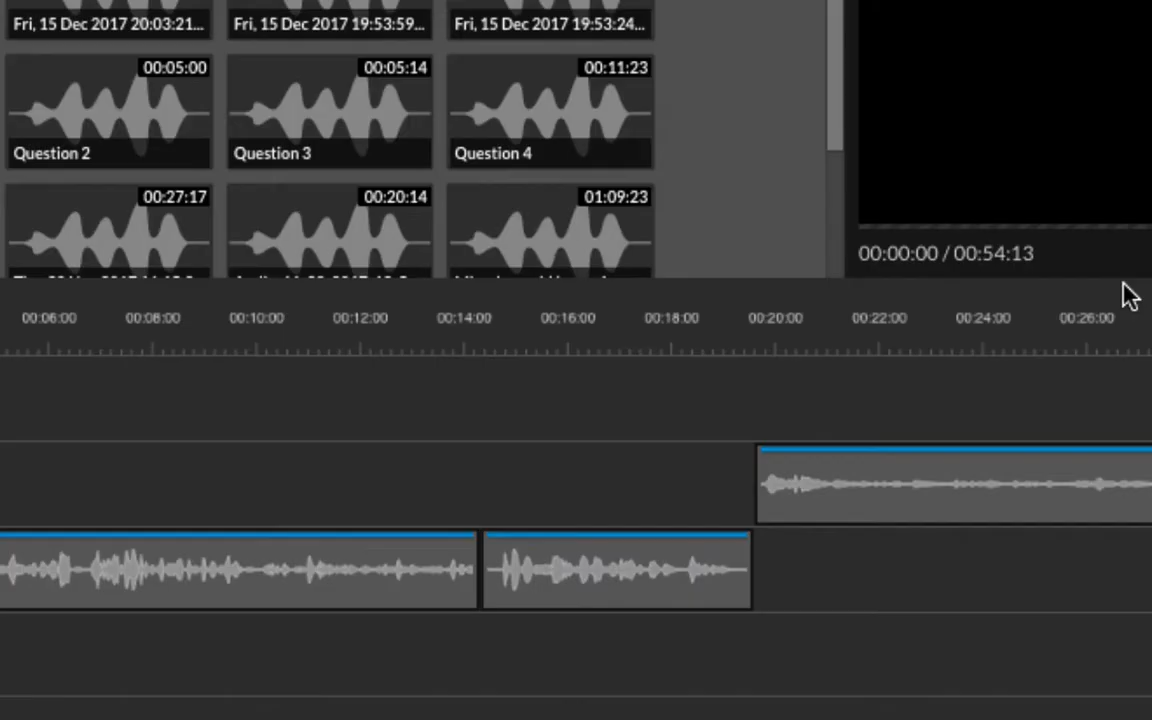 Fri, 15 Dec 2017 20:03:21... Fri, 15 Dec 2017 19:53:59... Fri, 15 Dec 2017 19:53:24...
00:05:00 00:05:14 00:11:23
Question 2 Question 3 Question 4
00:27:17 00:20:14 01:09:23
00:00:00 / 00:54:13
00:06:00 00:08:00 00:10:00 00:12:00 00:14:00 00:16:00 00:18:00 00:20:00 00:22:00 00:24:00 00:26:00